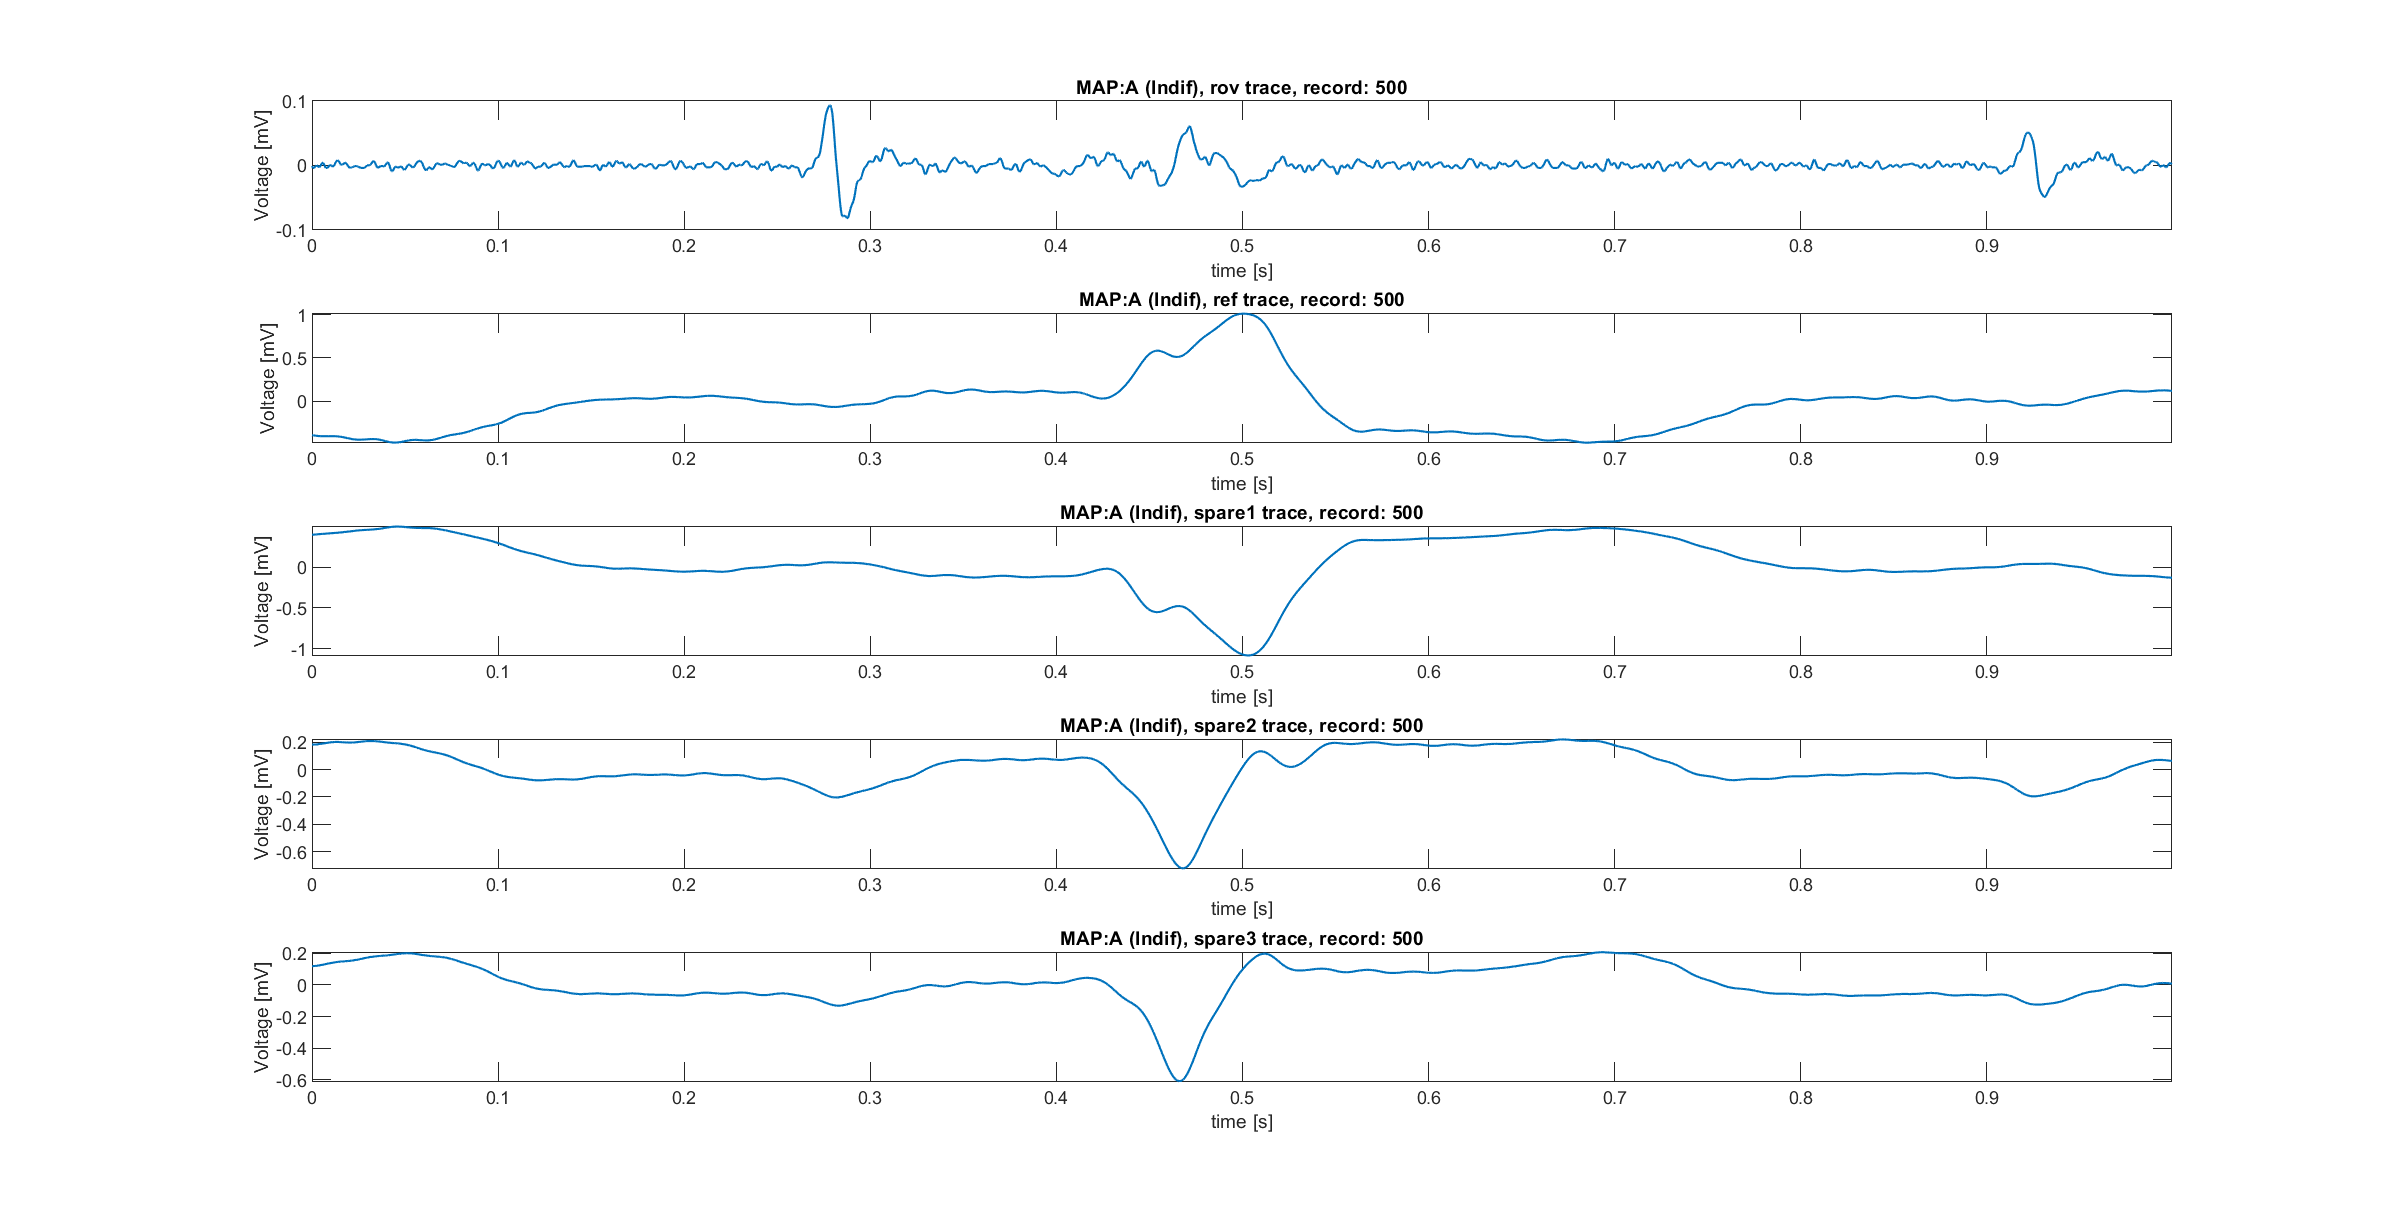 MAP:A (Indif), rov trace, record: 500
Voltage [mV]
0.1
0
-0.1
0 0.1 0.2 0.3 0.4 0.5 0.6 0.7 0.8 0.9
time [s]
MAP:A (Indif), ref trace, record: 500
Voltage [mV]
1
0.5
0
0 0.1 0.2 0.3 0.4 0.5 0.6 0.7 0.8 0.9
time [s]
MAP:A (Indif), spare1 trace, record: 500
Voltage [mV]
0
-0.5
-1
0 0.1 0.2 0.3 0.4 0.5 0.6 0.7 0.8 0.9
time [s]
MAP:A (Indif), spare2 trace, record: 500
Voltage [mV]
0.2
0
-0.2
-0.4
-0.6
0 0.1 0.2 0.3 0.4 0.5 0.6 0.7 0.8 0.9
time [s]
MAP:A (Indif), spare3 trace, record: 500
Voltage [mV]
0.2
0
-0.2
-0.4
-0.6
0 0.1 0.2 0.3 0.4 0.5 0.6 0.7 0.8 0.9
time [s]